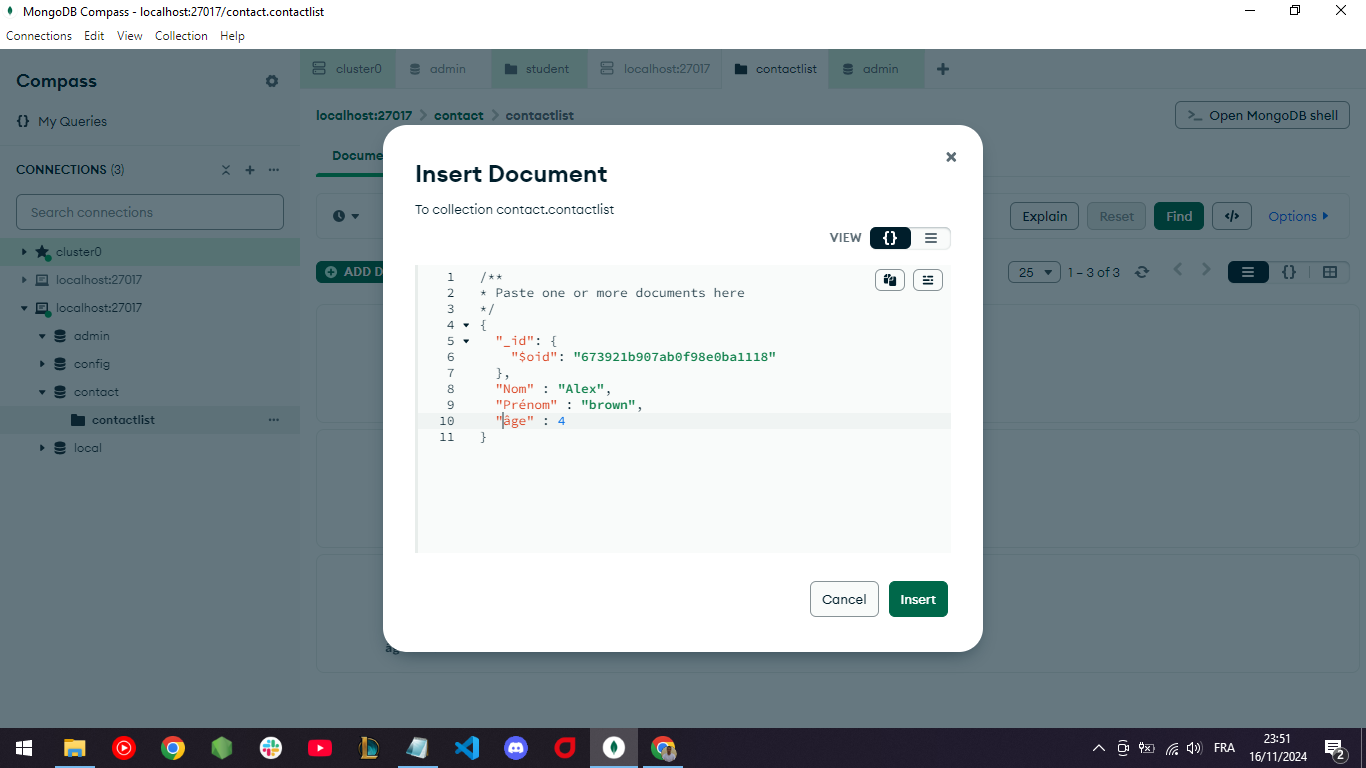 MongoDB Compass - localhost:27017/contact.contactlist
Connections Edit View Collection Help
Compass
{} My Queries
CONNECTIONS (3)
Search connections
cluster0
localhost:27017
localhost:27017
admin
config
contact
contactlist
local
cluster0 admin student localhost:27017 contactlist admin
localhost:27017 > contact > contactlist
>_ Open MongoDB shell
Explain Reset Find </> Options
ADD D
25 1 – 3 of 3
Insert Document
To collection contact.contactlist
VIEW {}
1 /**
2 * Paste one or more documents here
3 */
4 {
5 "_id": {
6 "$oid": "673921b907ab0f98e0ba1118"
7 },
8 "Nom" : "Alex",
9 "Prénom" : "brown",
10 "âge" : 4
11 }
Cancel Insert
FRA
23:51
16/11/2024
2